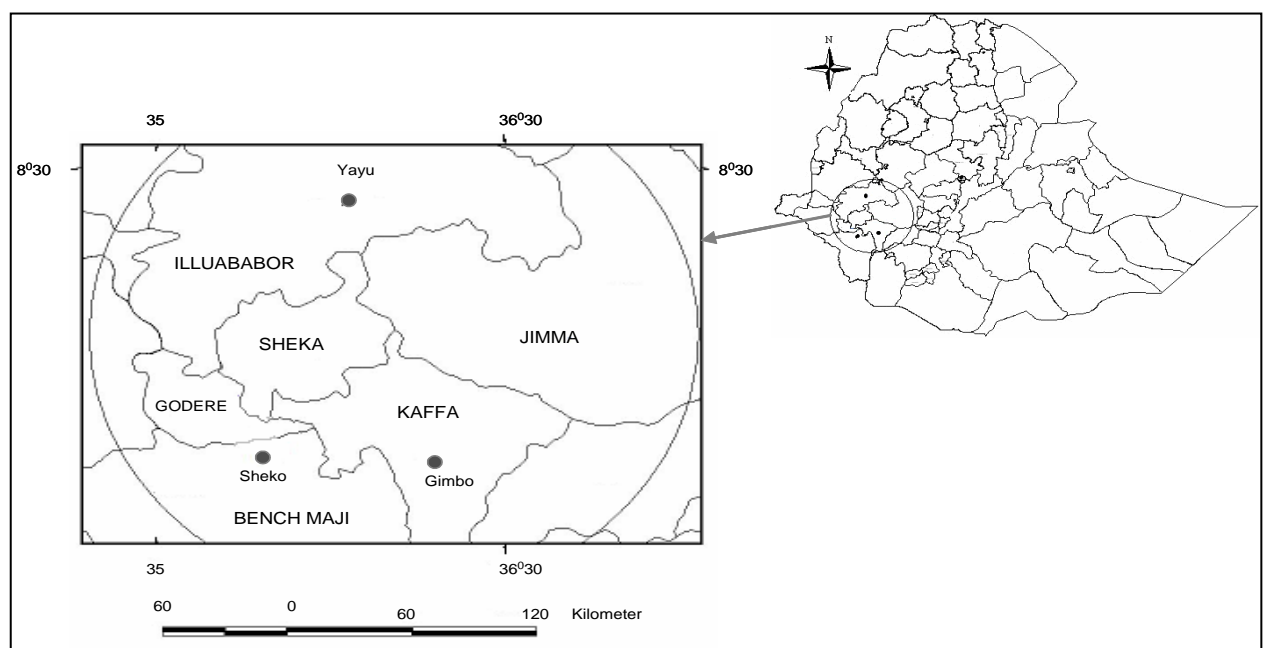 N
35 36⁰30
8⁰30 8⁰30
Yayu
ILLUABABOR
SHEKA JIMMA
GODERE KAFFA
Sheko Gimbo
BENCH MAJI
1
35 36⁰30
60 0 60 120 Kilometer